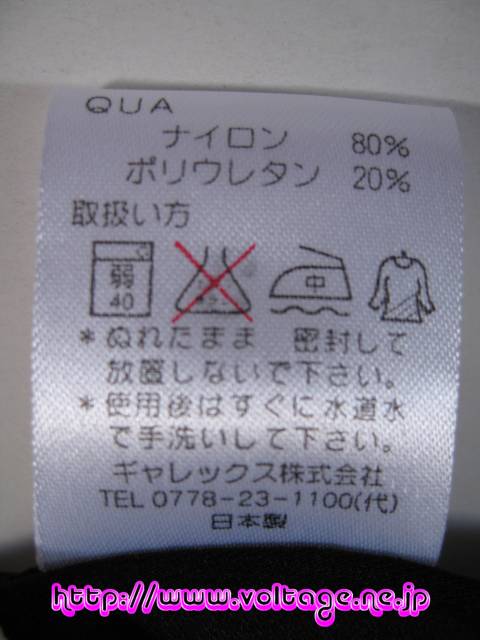 QUA
ナイロン 80%
ポリウレタン 20%
取扱い方
弱
40
中
*ぬれたまま 密封して
放置しないで下さい。
*使用後はすぐに水道水
で手洗いして下さい。
ギャレックス株式会社
TEL 0778-23-1100(代)
日本製
http://www.voltage.ne.jp